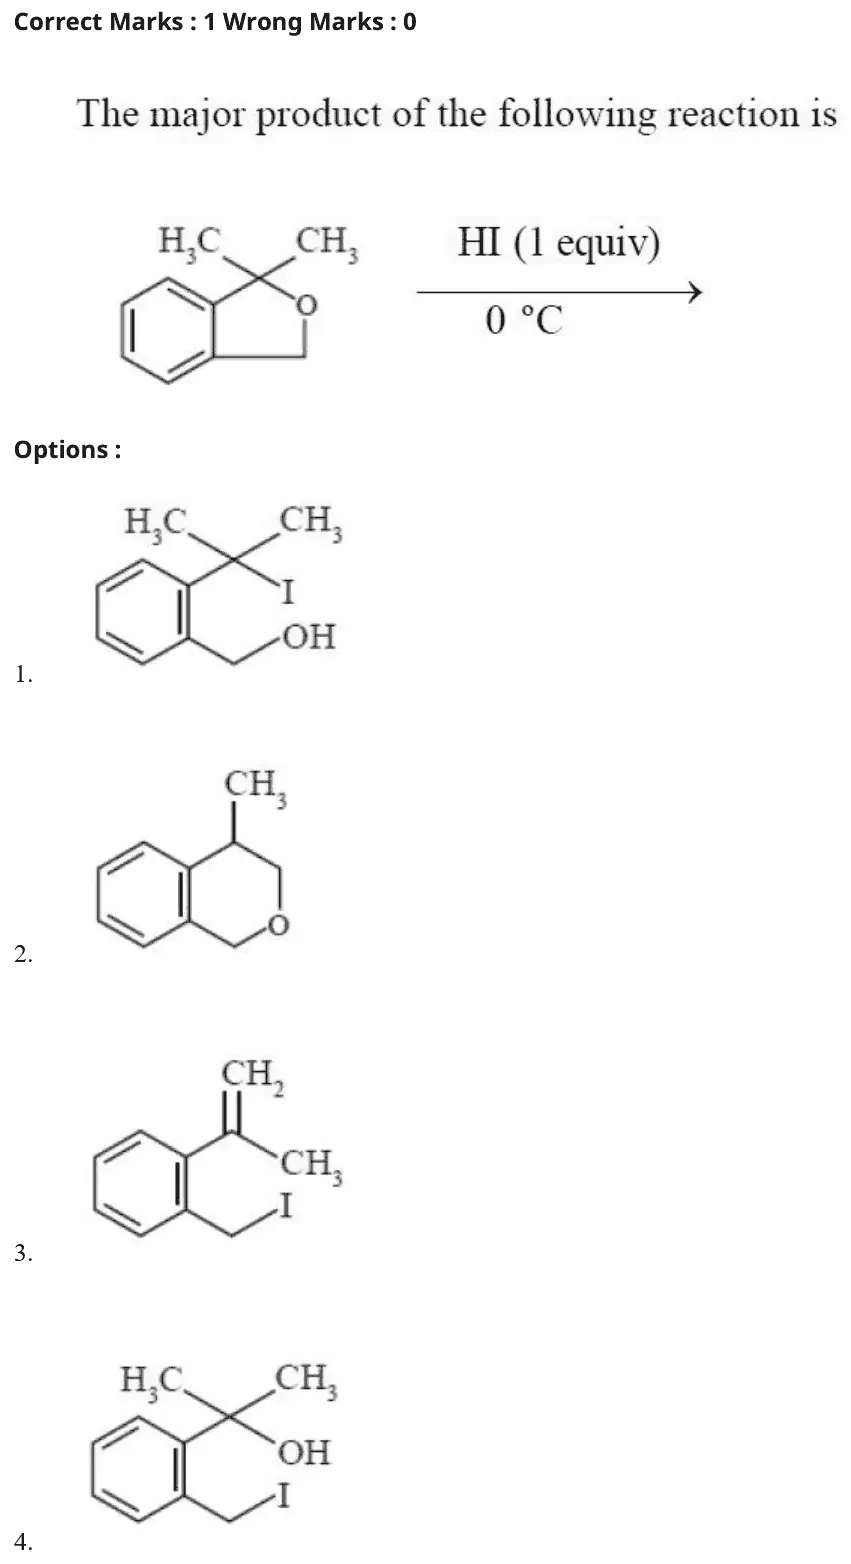 Correct Marks : 1 Wrong Marks : 0
The major product of the following reaction is
H₃C CH₃ HI (1 equiv)
O
0 °C
Options :
H₃C CH₃
I
OH
1.
CH₃
O
2.
CH₂
CH₃
I
3.
H₃C CH₃
OH
I
4.